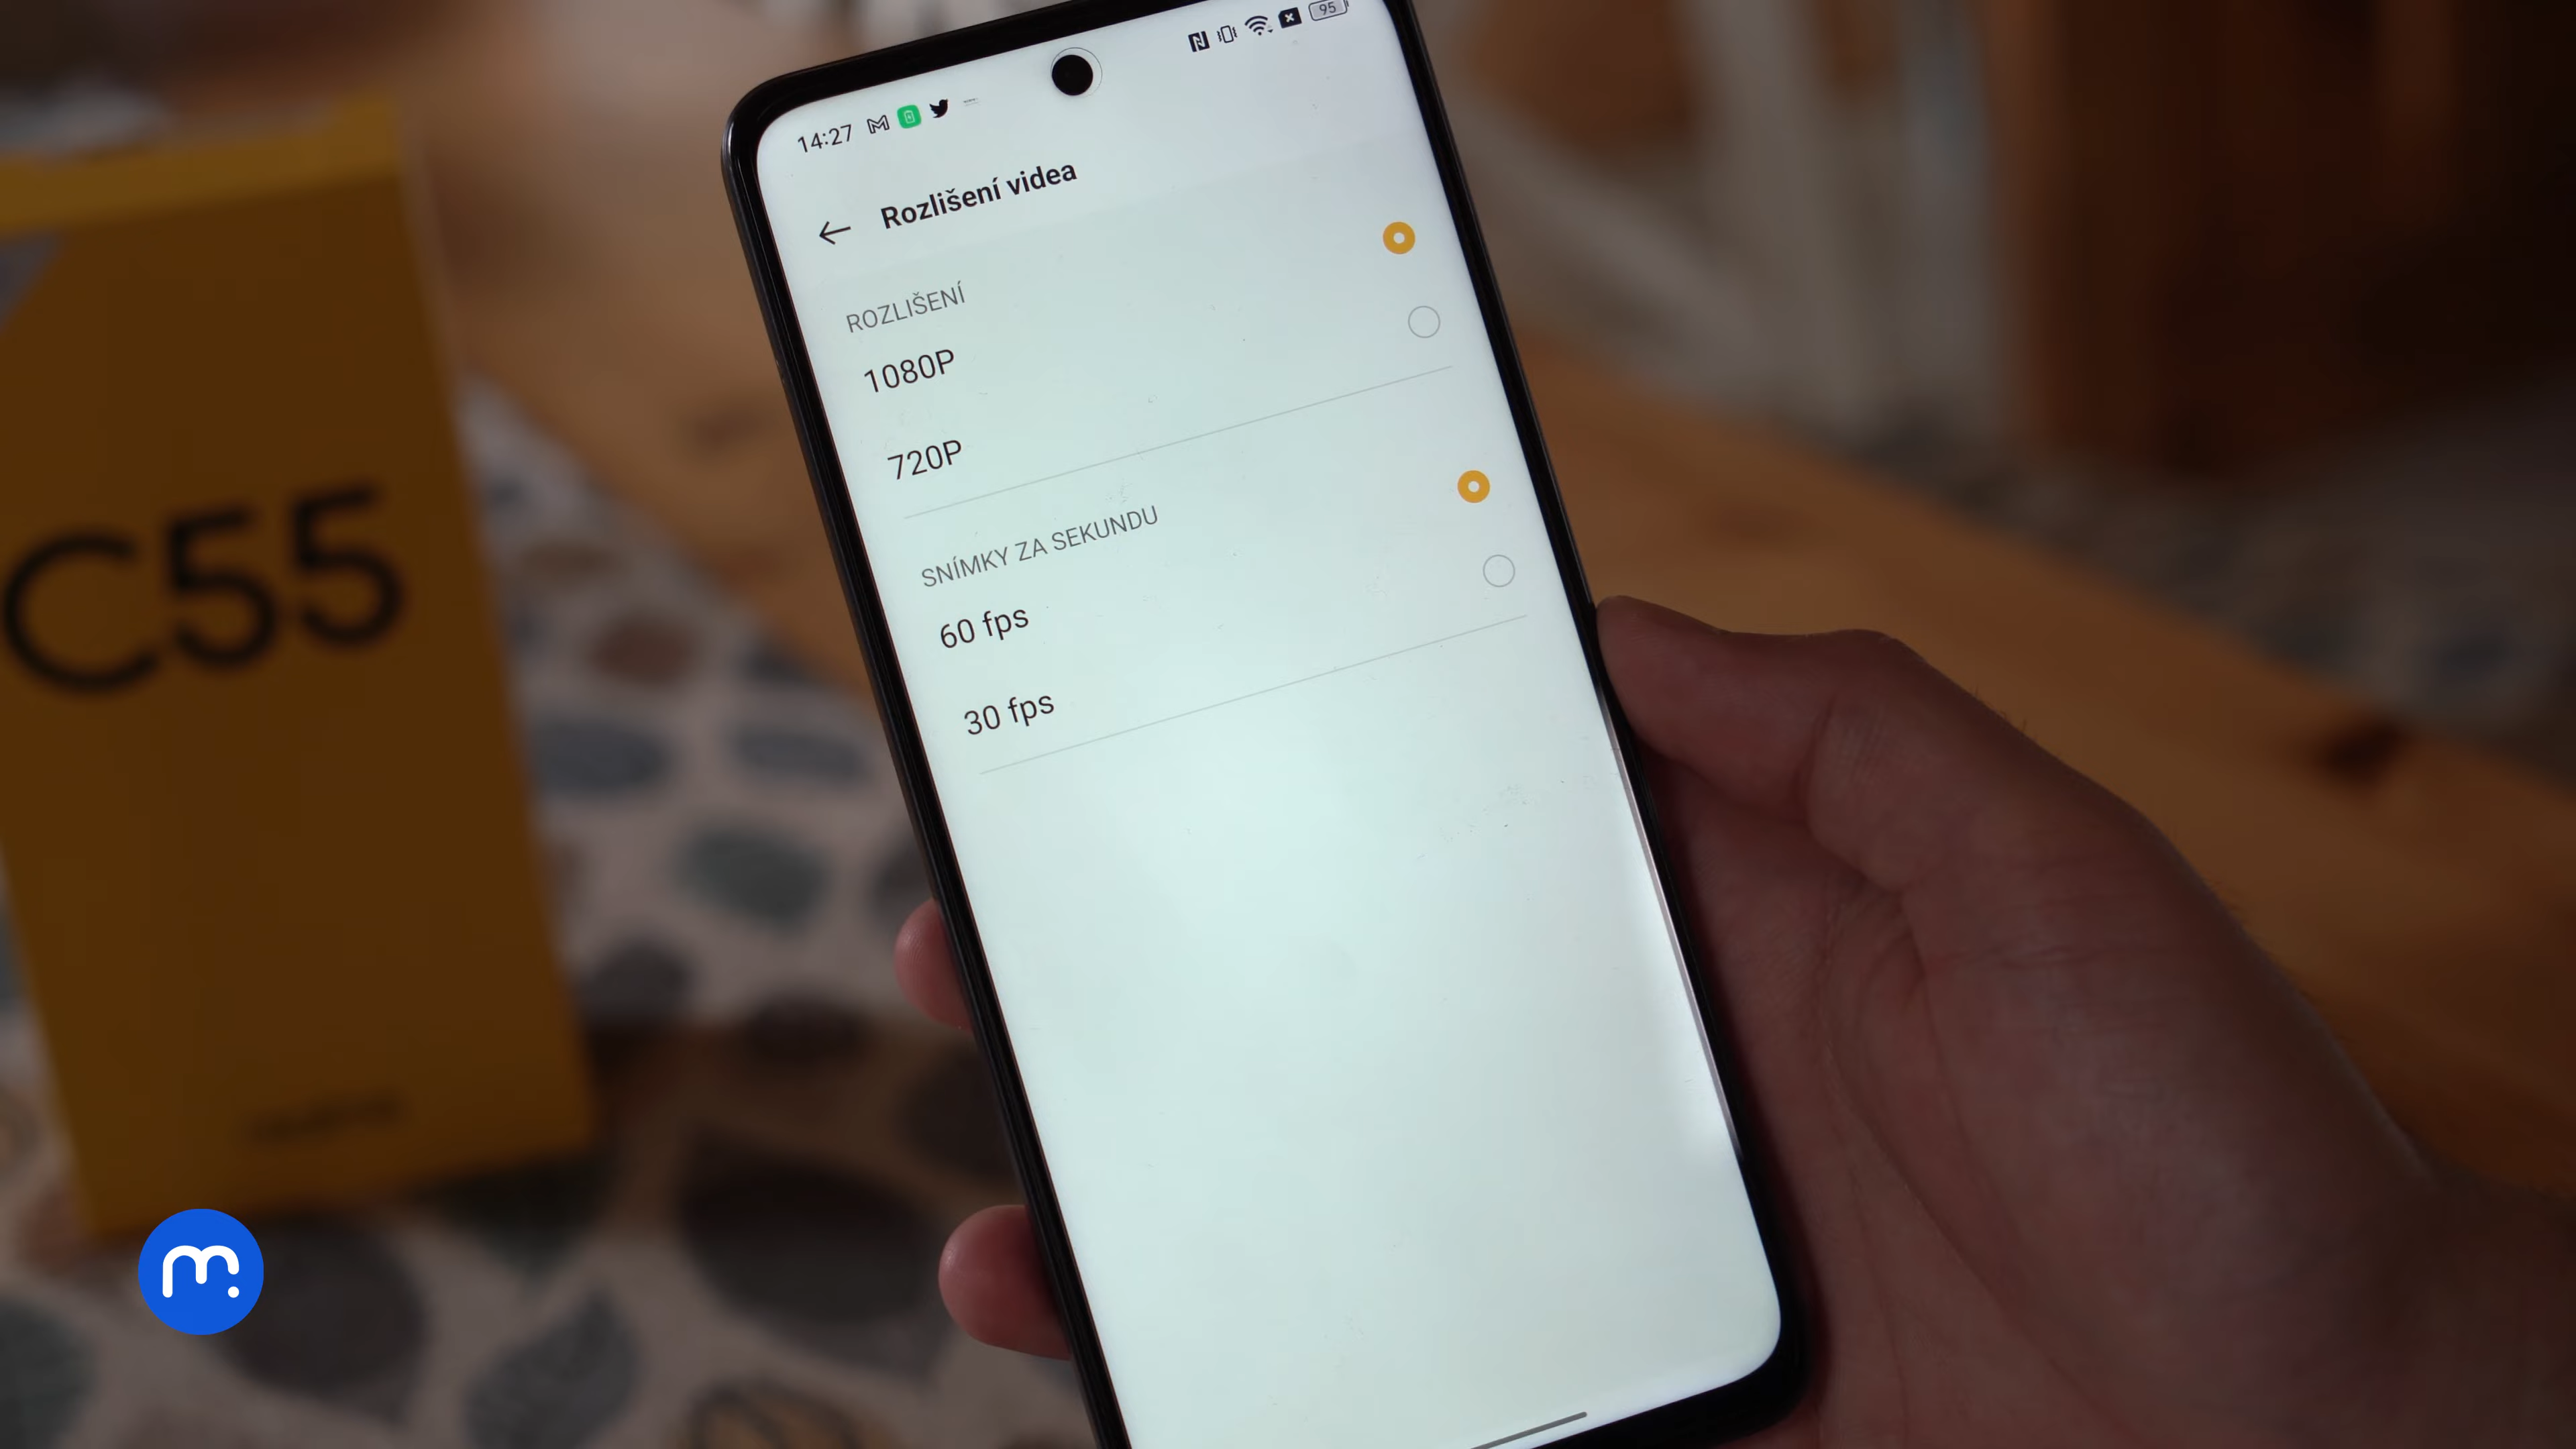 14:27
95
Rozlišení videa
ROZLIŠENÍ
1080P
720P
SNÍMKY ZA SEKUNDU
60 fps
30 fps
C55
m.